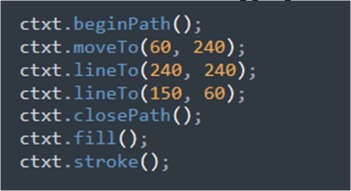 ctxt.beginPath();
ctxt.moveTo(60, 240);
ctxt.lineTo(240, 240);
ctxt.lineTo(150, 60);
ctxt.closePath();
ctxt.fill();
ctxt.stroke();